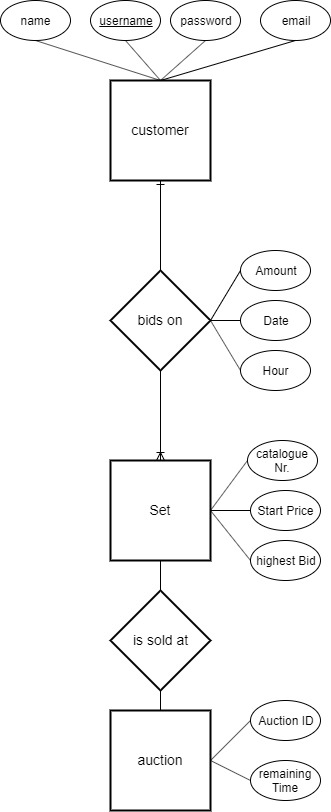 name
username
password
email
customer
bids on
Amount
Date
Hour
catalogue
Nr.
Set
Start Price
highest Bid
is sold at
Auction ID
auction
remaining
Time